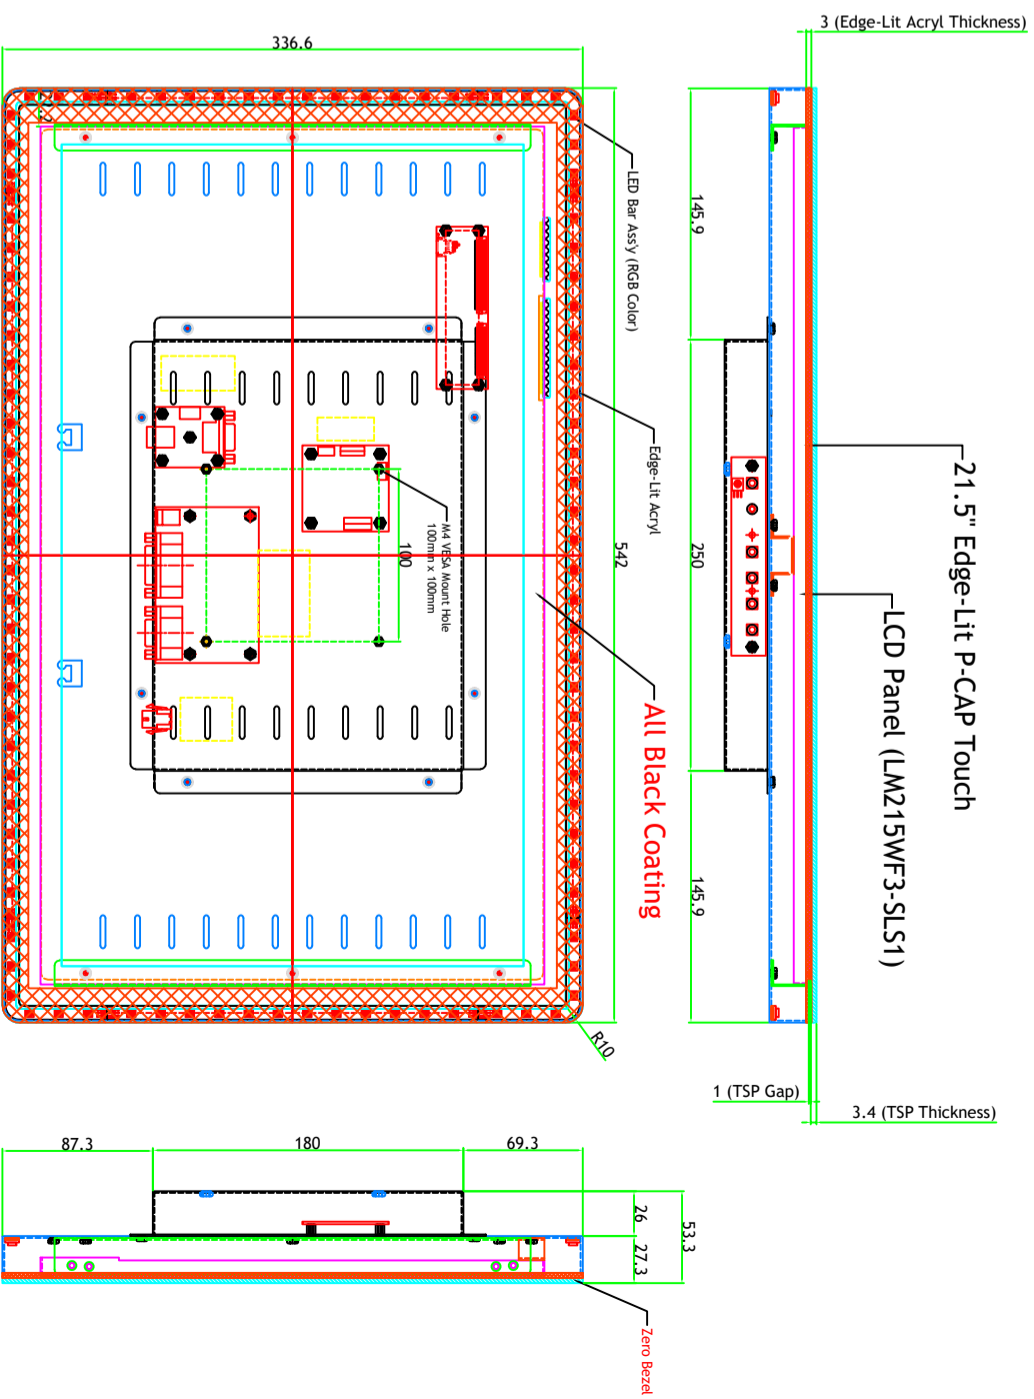 3 (Edge-Lit Acryl Thickness)
336.6
LED Bar Ass'y (RGB Color)
145.9
Edge-Lit Acryl
21.5" Edge-Lit P-CAP Touch
LCD Panel (LM215WF3-SLS1)
M4 VESA Mount Hole
100mm x 100mm
100
542
250
All Black Coating
145.9
R10
1 (TSP Gap)
3.4 (TSP Thickness)
87.3
180
69.3
26
27.3
53.3
Zero Bezel